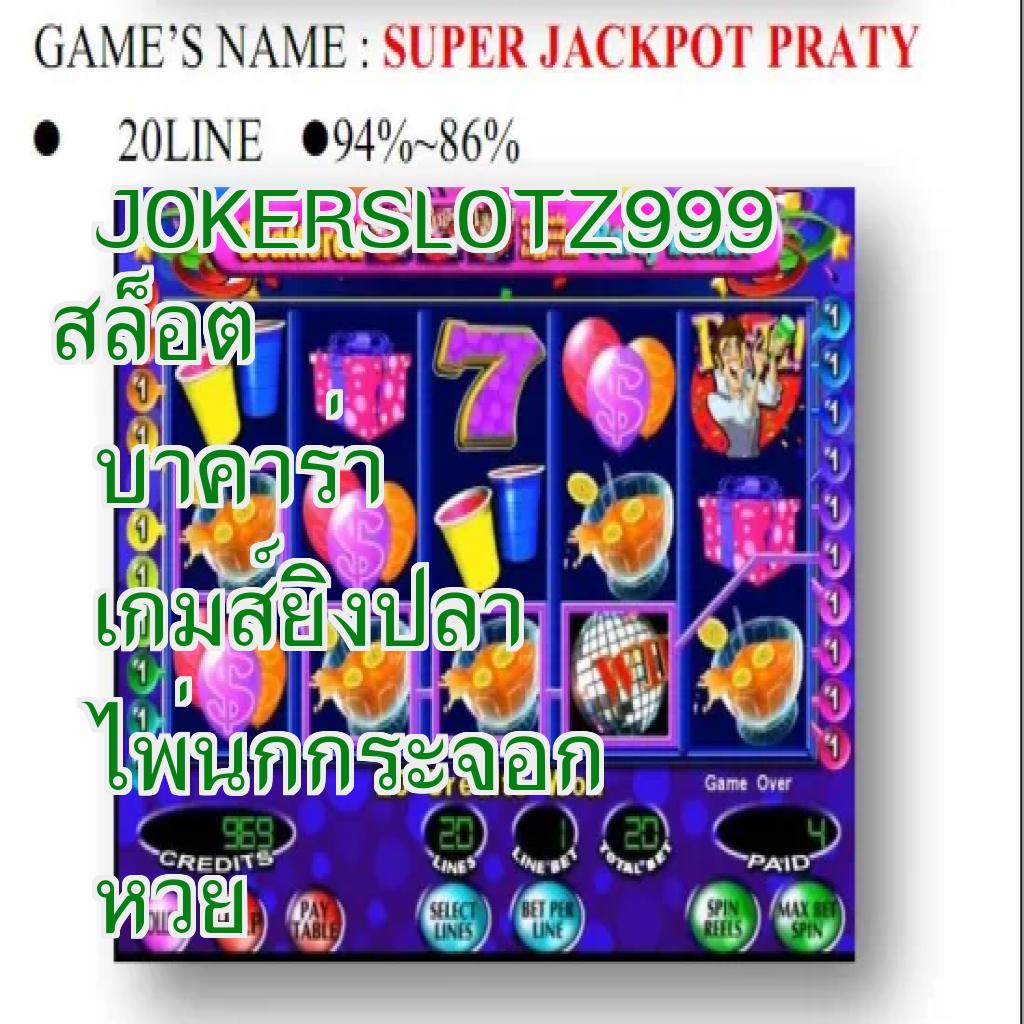 GAME’S NAME : SUPER JACKPOT PRATY
● 20LINE ●94%~86%
JOKERSLOTZ999
สล็อต
บาคาร่า
เกมส์ยิงปลา
ไพ่นกกระจอก
หวย
Game Over
969 20 1 20 4
CREDITS LINES LINE BET TOTAL BET PAID
PAY TABLE
SELECT LINES
BET PER LINE
SPIN REELS
MAX BET SPIN